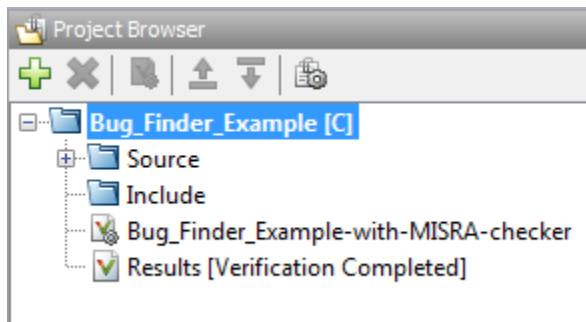 Project Browser
Bug_Finder_Example [C]
Source
Include
Bug_Finder_Example-with-MISRA-checker
Results [Verification Completed]